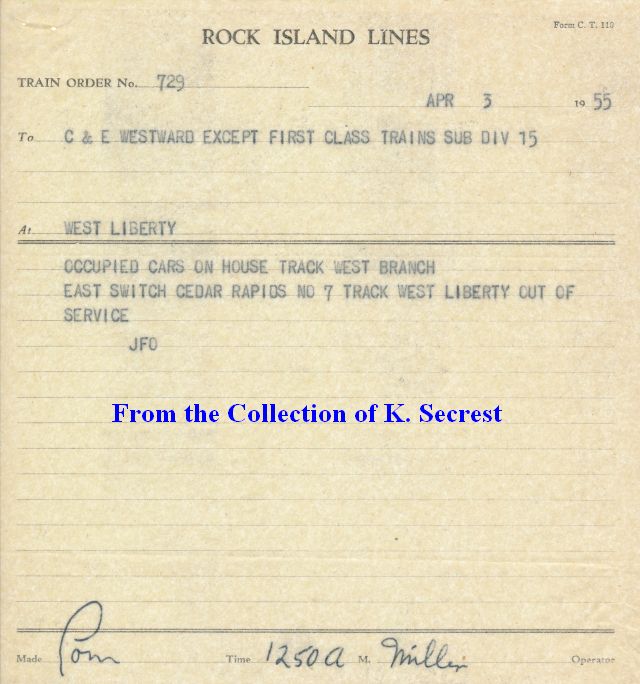 Form C. T. 110
ROCK ISLAND LINES
TRAIN ORDER No. 729
APR 3 1955
To C & E WESTWARD EXCEPT FIRST CLASS TRAINS SUB DIV 15
At WEST LIBERTY
OCCUPIED CARS ON HOUSE TRACK WEST BRANCH
EAST SWITCH CEDAR RAPIDS NO 7 TRACK WEST LIBERTY OUT OF
SERVICE
JFO
From the Collection of K. Secrest
Made Com Time 1250A M. Miller Operator